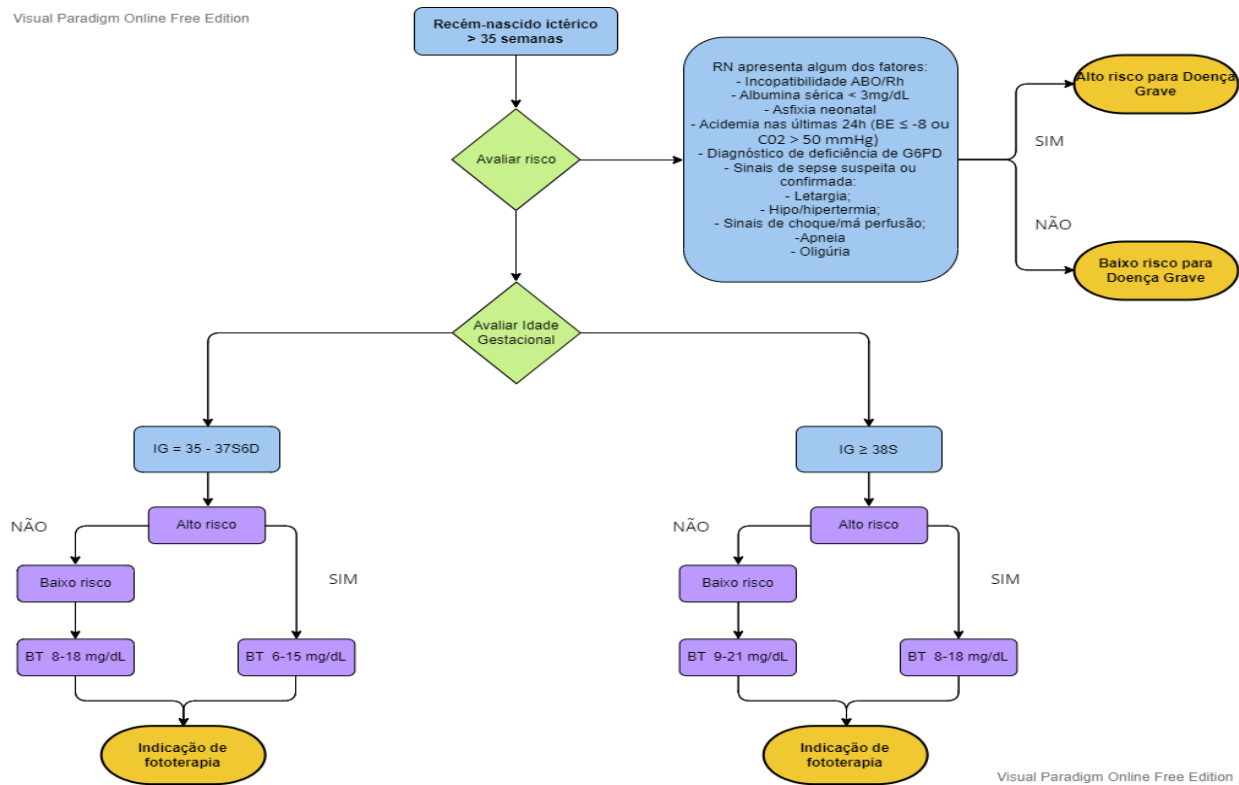 Visual Paradigm Online Free Edition
Recém-nascido ictérico
> 35 semanas
RN apresenta algum dos fatores:
- Incopatibilidade ABO/Rh
- Albumina sérica < 3mg/dL
- Asfixia neonatal
- Acidemia nas últimas 24h (BE ≤ -8 ou
C02 > 50 mmHg)
- Diagnóstico de deficiência de G6PD
- Sinais de sepse suspeita ou
confirmada:
- Letargia;
- Hipo/hipertermia;
- Sinais de choque/má perfusão;
-Apneia
- Oligúria
Alto risco para Doença
Grave
SIM
NÃO
Baixo risco para
Doença Grave
Avaliar risco
Avaliar Idade
Gestacional
IG = 35 - 37S6D
Alto risco
NÃO
SIM
Baixo risco
BT 8-18 mg/dL
BT 6-15 mg/dL
Indicação de
fototerapia
IG ≥ 38S
Alto risco
NÃO
SIM
Baixo risco
BT 9-21 mg/dL
BT 8-18 mg/dL
Indicação de
fototerapia
Visual Paradigm Online Free Edition